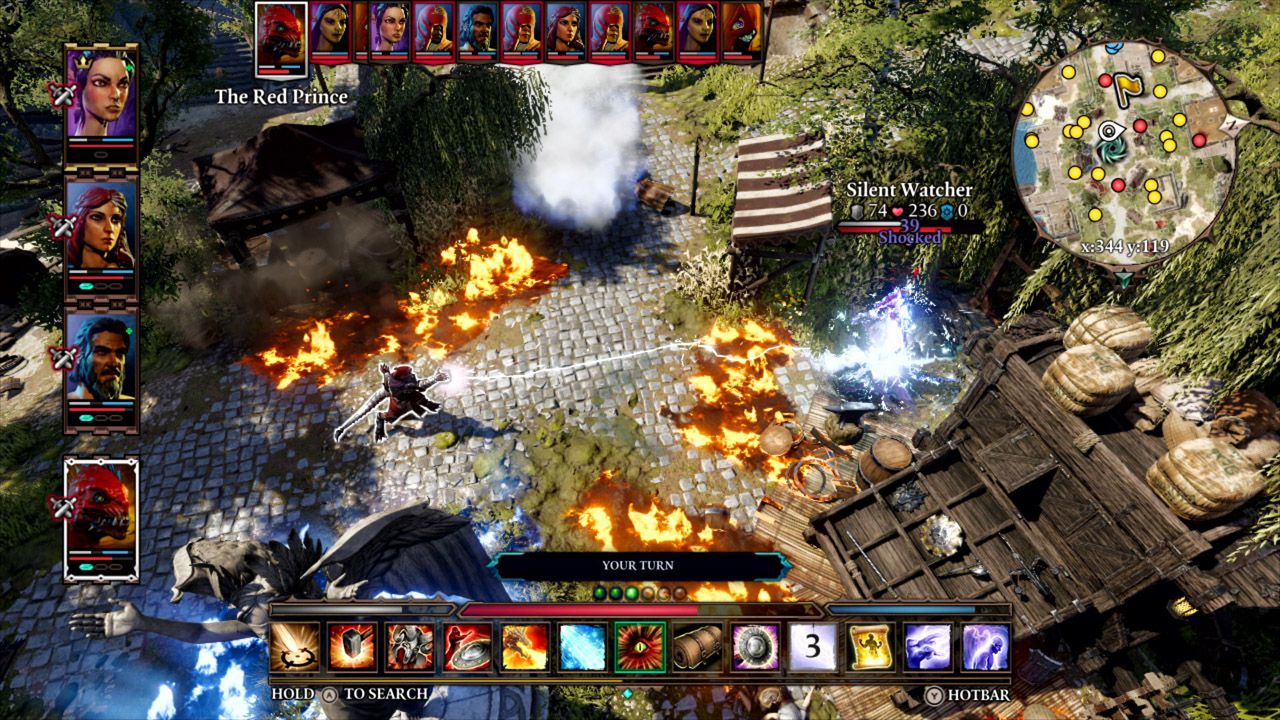 The Red Prince
Silent Watcher
74 236 0
39
Shocked
x:344 y:119
YOUR TURN
3
HOLD A TO SEARCH
Y HOTBAR